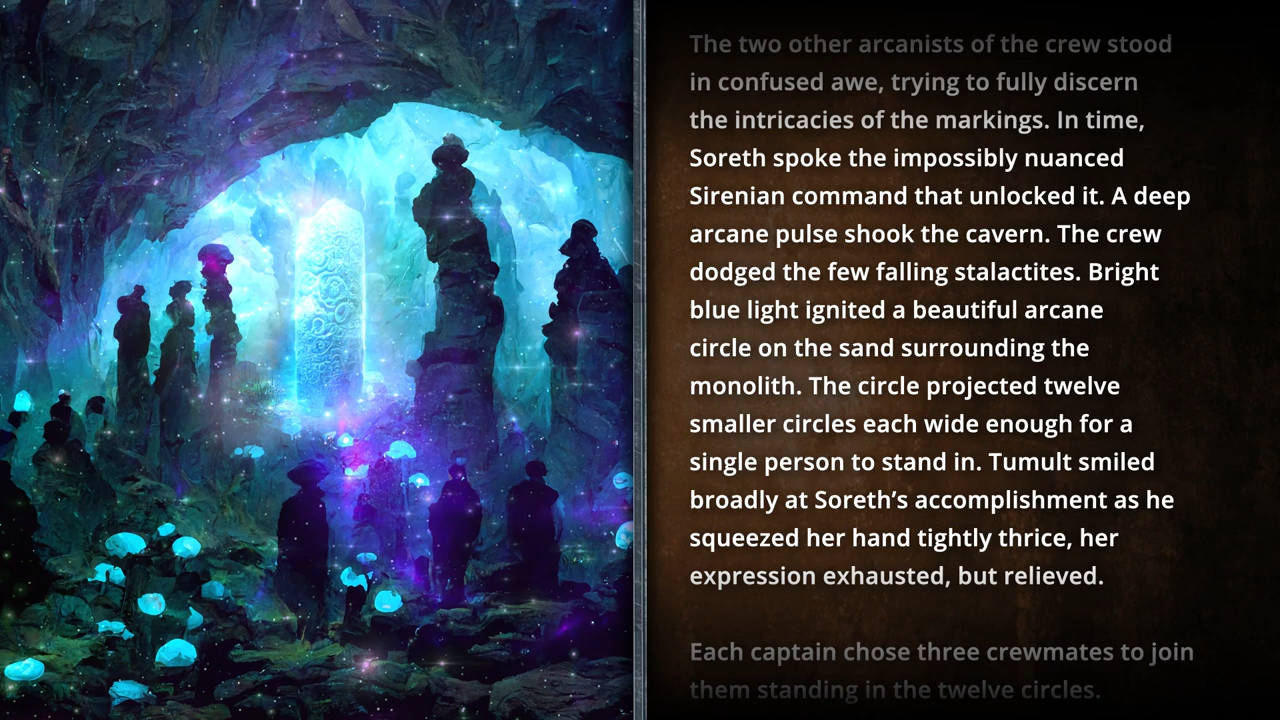 The two other arcanists of the crew stood
in confused awe, trying to fully discern
the intricacies of the markings. In time,
Soreth spoke the impossibly nuanced
Sirenian command that unlocked it. A deep
arcane pulse shook the cavern. The crew
dodged the few falling stalactites. Bright
blue light ignited a beautiful arcane
circle on the sand surrounding the
monolith. The circle projected twelve
smaller circles each wide enough for a
single person to stand in. Tumult smiled
broadly at Soreth’s accomplishment as he
squeezed her hand tightly thrice, her
expression exhausted, but relieved.
Each captain chose three crewmates to join
them standing in the twelve circles.